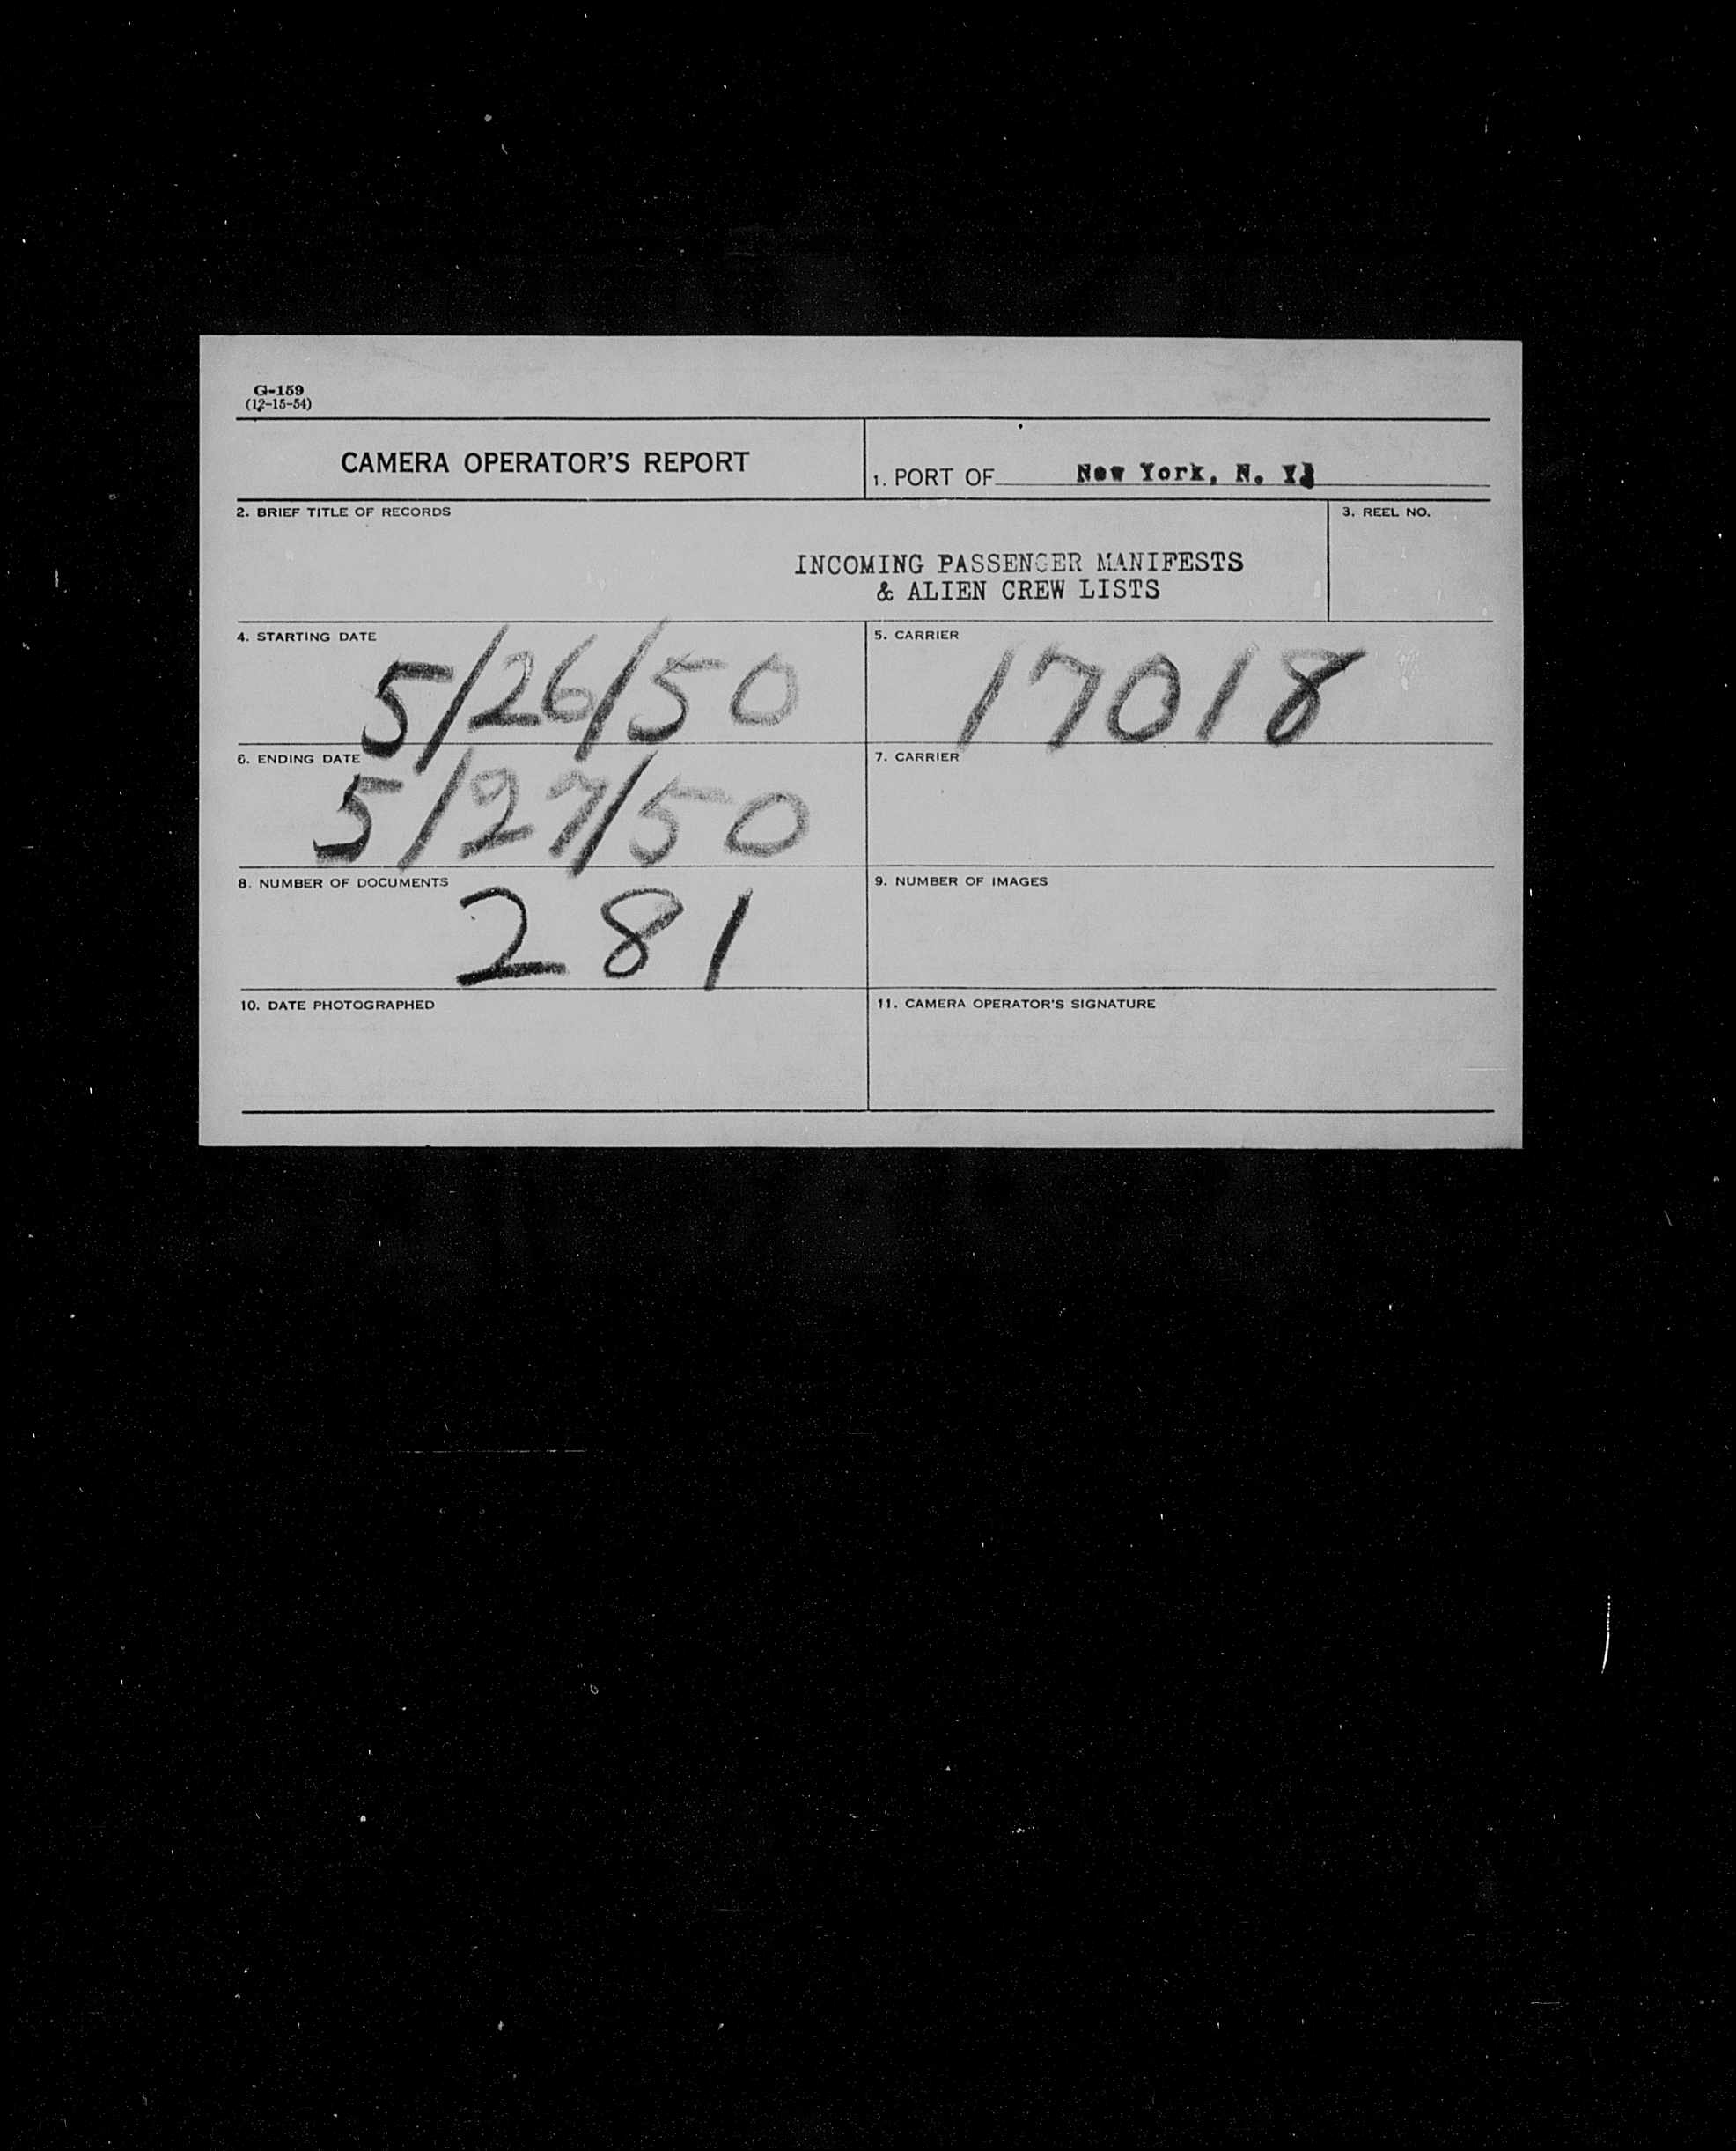 G-159
(12-15-54)
CAMERA OPERATOR'S REPORT
1. PORT OF New York, N. Y.
2. BRIEF TITLE OF RECORDS
3. REEL NO.
INCOMING PASSENGER MANIFESTS
& ALIEN CREW LISTS
4. STARTING DATE
5/26/50
5. CARRIER
17018
6. ENDING DATE
5/27/50
7. CARRIER
8. NUMBER OF DOCUMENTS
281
9. NUMBER OF IMAGES
10. DATE PHOTOGRAPHED
11. CAMERA OPERATOR'S SIGNATURE